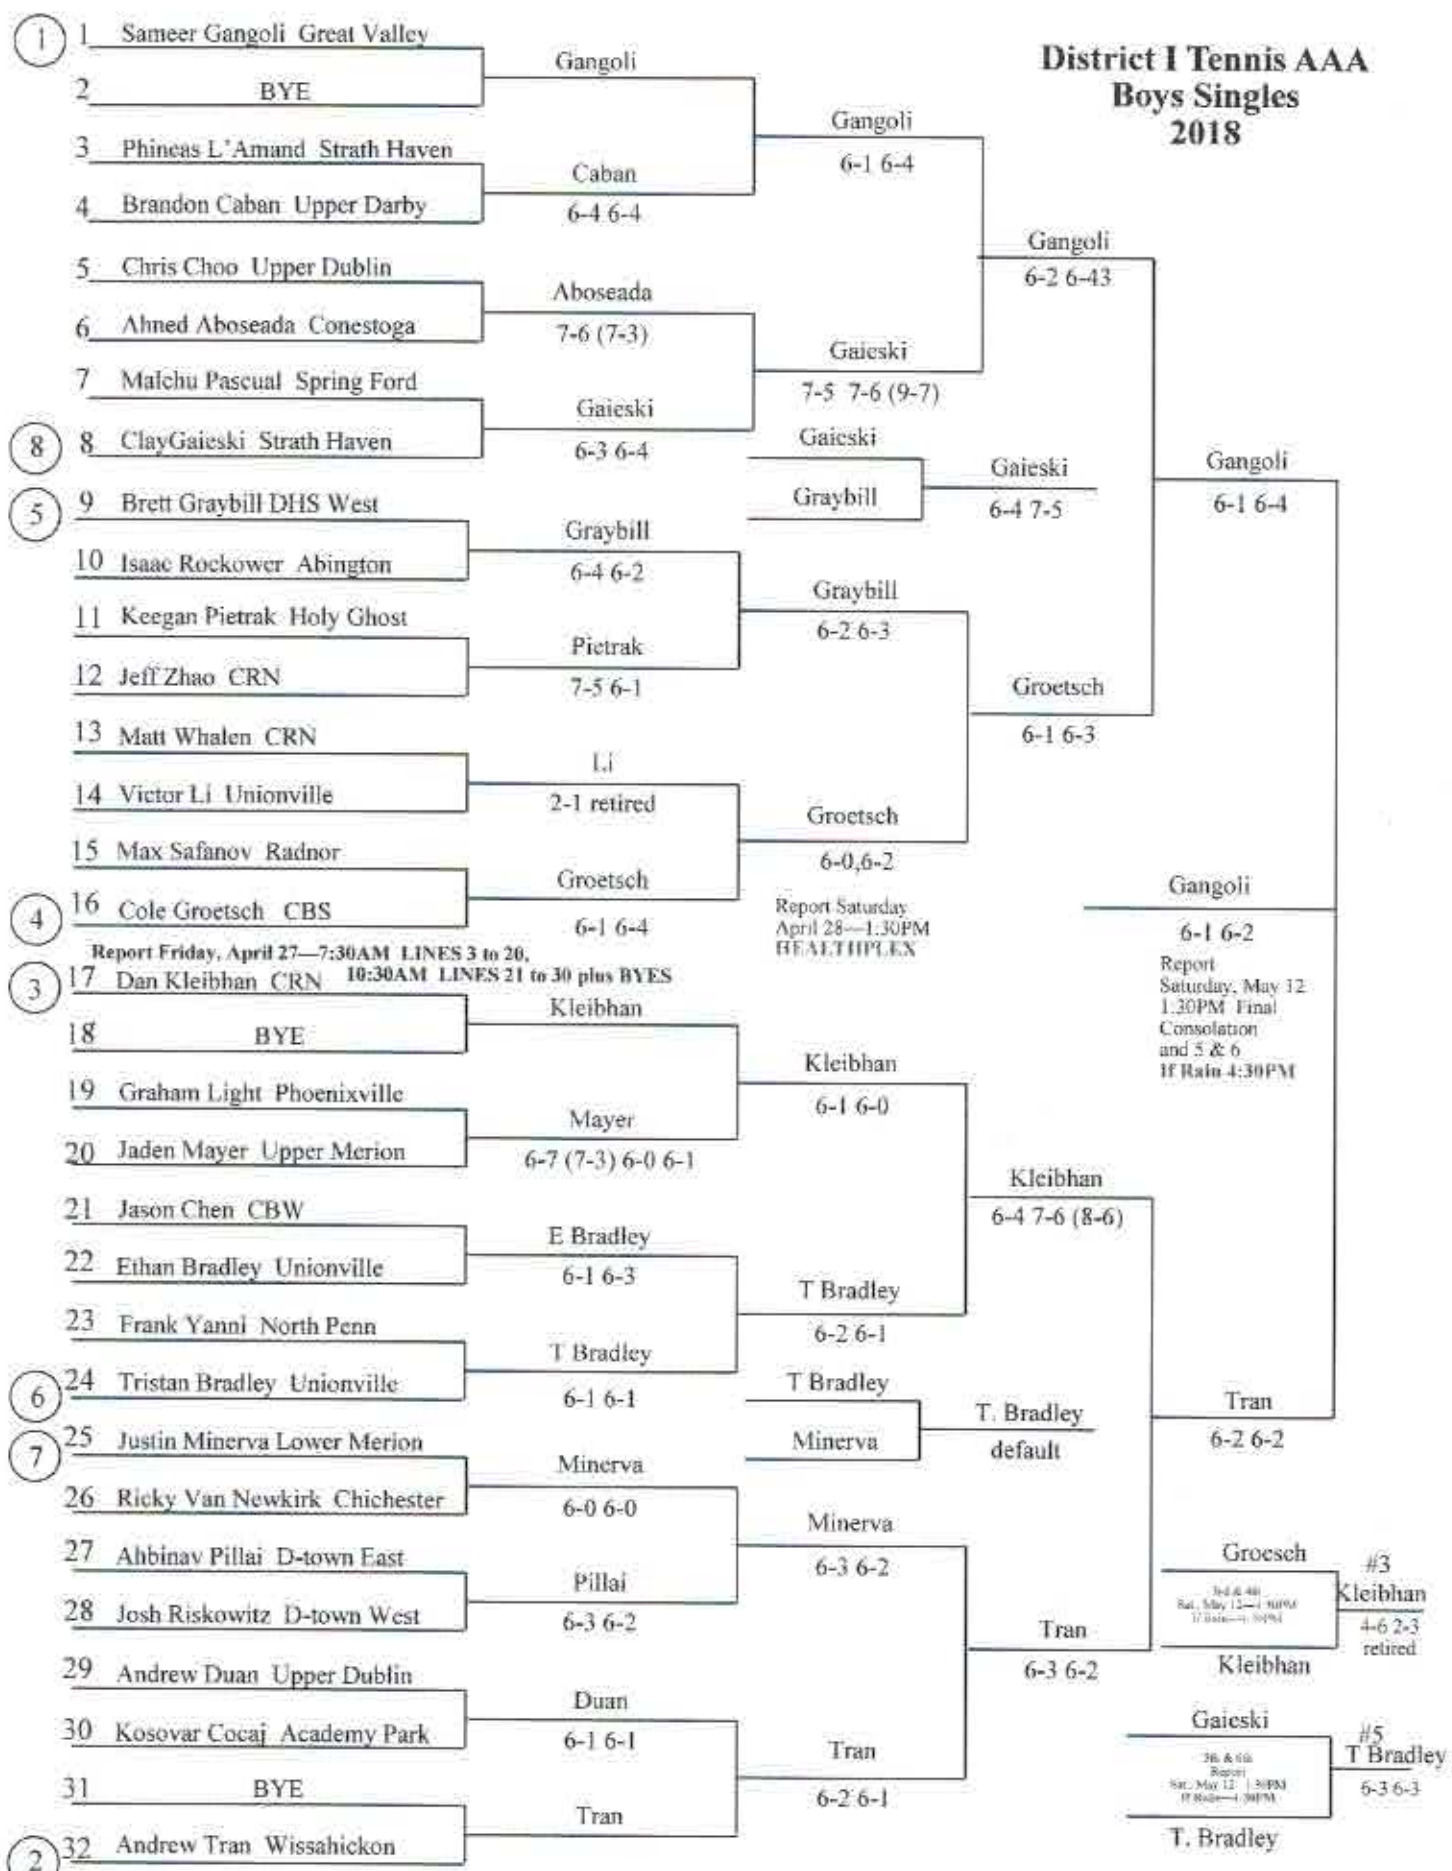 District I Tennis AAA
Boys Singles
2018
1
1 Sameer Gangoli Great Valley
2 BYE
3 Phineas L'Amand Strath Haven
4 Brandon Caban Upper Darby
5 Chris Choo Upper Dublin
6 Ahned Aboseada Conestoga
7 Malchu Pascual Spring Ford
8
8 ClayGaieski Strath Haven
5
9 Brett Graybill DHS West
10 Isaac Rockower Abington
11 Keegan Pietrak Holy Ghost
12 Jeff Zhao CRN
13 Matt Whalen CRN
14 Victor Li Unionville
15 Max Safanov Radnor
4
16 Cole Groetsch CBS
Report Friday, April 27—7:30AM LINES 3 to 20,
10:30AM LINES 21 to 30 plus BYES
3
17 Dan Kleibhan CRN
18 BYE
19 Graham Light Phoenixville
20 Jaden Mayer Upper Merion
21 Jason Chen CBW
22 Ethan Bradley Unionville
23 Frank Yanni North Penn
6
24 Tristan Bradley Unionville
7
25 Justin Minerva Lower Merion
26 Ricky Van Newkirk Chichester
27 Ahbinav Pillai D-town East
28 Josh Riskowitz D-town West
29 Andrew Duan Upper Dublin
30 Kosovar Cocaj Academy Park
31 BYE
2
32 Andrew Tran Wissahickon
Gangoli
Caban
6-4 6-4
Aboseada
7-6 (7-3)
Gaieski
6-3 6-4
Graybill
6-4 6-2
Pietrak
7-5 6-1
Li
2-1 retired
Groetsch
6-1 6-4
Kleibhan
Mayer
6-7 (7-3) 6-0 6-1
E Bradley
6-1 6-3
T Bradley
6-1 6-1
Minerva
6-0 6-0
Pillai
6-3 6-2
Duan
6-1 6-1
Tran
Gangoli
6-1 6-4
Gaieski
7-5 7-6 (9-7)
Gaieski
Graybill
Gaieski
6-4 7-5
Graybill
6-2 6-3
Groetsch
6-0,6-2
Report Saturday
April 28—1:30PM
HEALTHPLEX
Kleibhan
6-1 6-0
T Bradley
6-2 6-1
T Bradley
Minerva
T. Bradley
default
Minerva
6-3 6-2
Tran
6-2 6-1
Gangoli
6-2 6-43
Groetsch
6-1 6-3
Kleibhan
6-4 7-6 (8-6)
Tran
6-3 6-2
Gangoli
6-1 6-4
Tran
6-2 6-2
Gangoli
6-1 6-2
Report
Saturday, May 12
1:30PM Final
Consolation
and 5 & 6
If Rain 4:30PM
Groesch
3rd & 4th
Kleibhan
#3
Kleibhan
4-6 2-3
retired
Gaieski
5th & 6th
Report
T. Bradley
#5
T Bradley
6-3 6-3